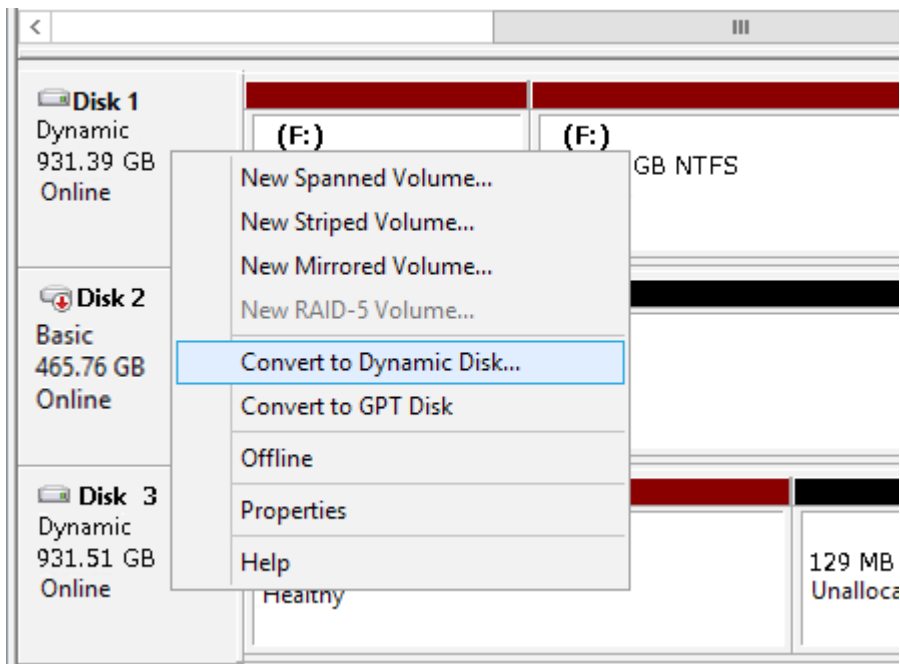 Disk 1
Dynamic
931.39 GB
Online
(F:)
(F:)
GB NTFS
New Spanned Volume...
New Striped Volume...
New Mirrored Volume...
New RAID-5 Volume...
Convert to Dynamic Disk...
Convert to GPT Disk
Offline
Properties
Help
Disk 2
Basic
465.76 GB
Online
Disk 3
Dynamic
931.51 GB
Online
Healthy
129 MB
Unalloca